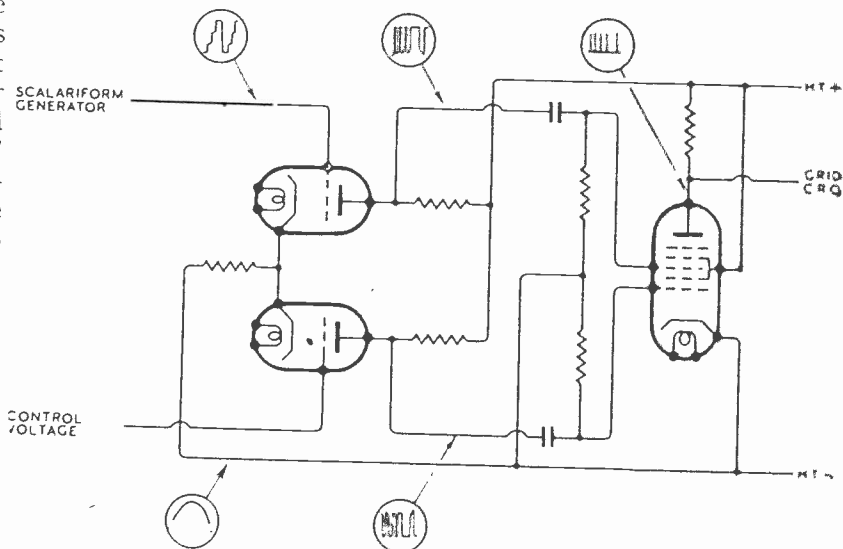 SCALARIFORM
GENERATOR
HT+
GRID
CRO
CONTROL
VOLTAGE
HT-